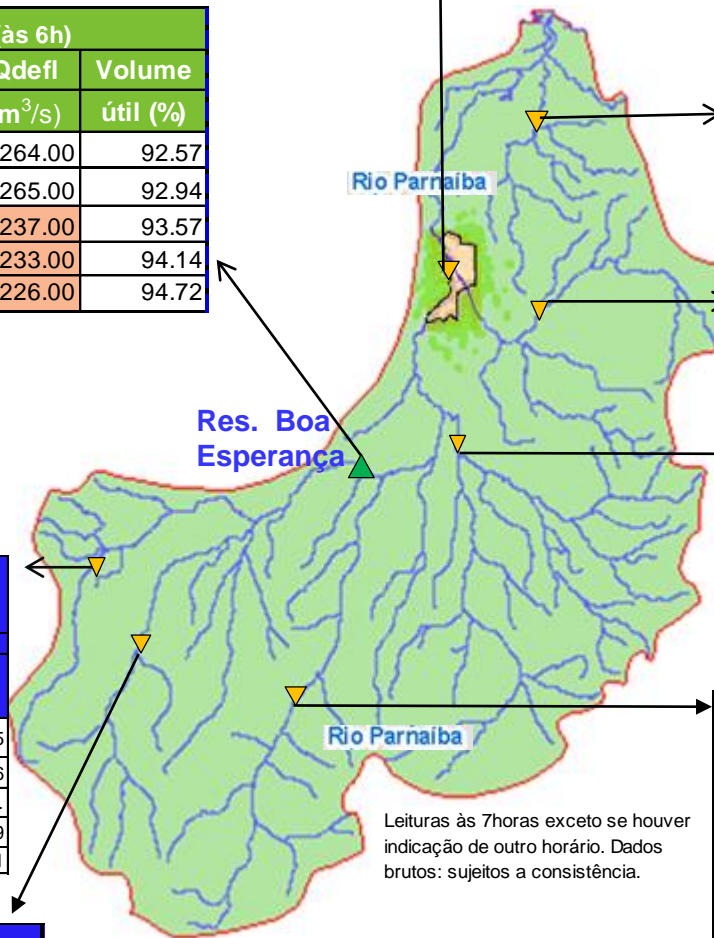 (às 6h)
Qdefl Volume
m³/s) útil (%)
264.00 92.57
265.00 92.94
237.00 93.57
233.00 94.14
226.00 94.72
Rio Parnaíba
Res. Boa
Esperança
Rio Parnaíba
Leituras às 7horas exceto se houver
indicação de outro horário. Dados
brutos: sujeitos a consistência.